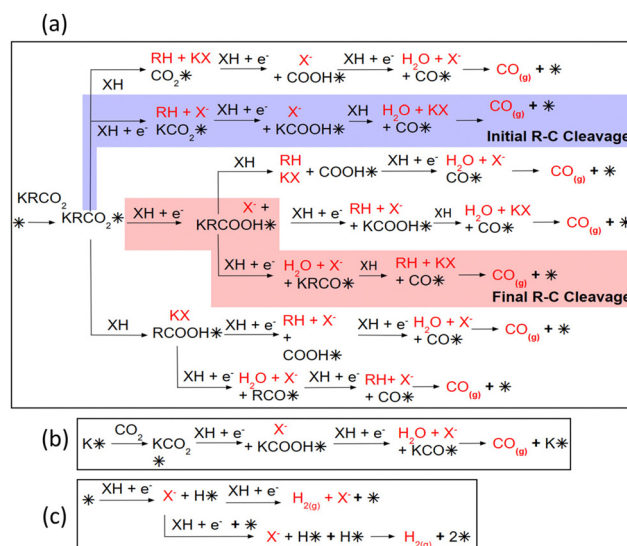 (a)
RH + KX XH + e- X- XH + e- H2O + X- CO(g) + *
XH CO2* + COOH* + CO*
RH + X- XH + e- X- XH H2O + KX CO(g) + *
XH + e- KCO2* + KCOOH* + CO*
Initial R-C Cleavage
XH RH + COOH* XH + e- H2O + X- CO(g) + *
KX CO*
KRCO2 X- + XH + e- RH + X- XH H2O + KX CO(g) + *
* KRCO2* XH + e- KRCOOH* + KCOOH* + CO*
XH + e- H2O + X- XH RH + KX CO(g) + *
+ KRCO* + CO*
Final R-C Cleavage
KX XH + e- RH + X- XH + e- H2O + X- CO(g) + *
XH RCOOH* + + CO*
COOH*
XH + e- H2O + X- XH + e- RH+ X- CO(g) + *
+ RCO* + CO*
(b)
CO2 XH + e- X- XH + e- H2O + X- CO(g) + K*
K* KCO2 + KCOOH* + KCO*
*
(c)
* XH + e- X- + H* XH + e- H2(g) + X- + *
XH + e- + * X- + H* + H* H2(g) + 2*